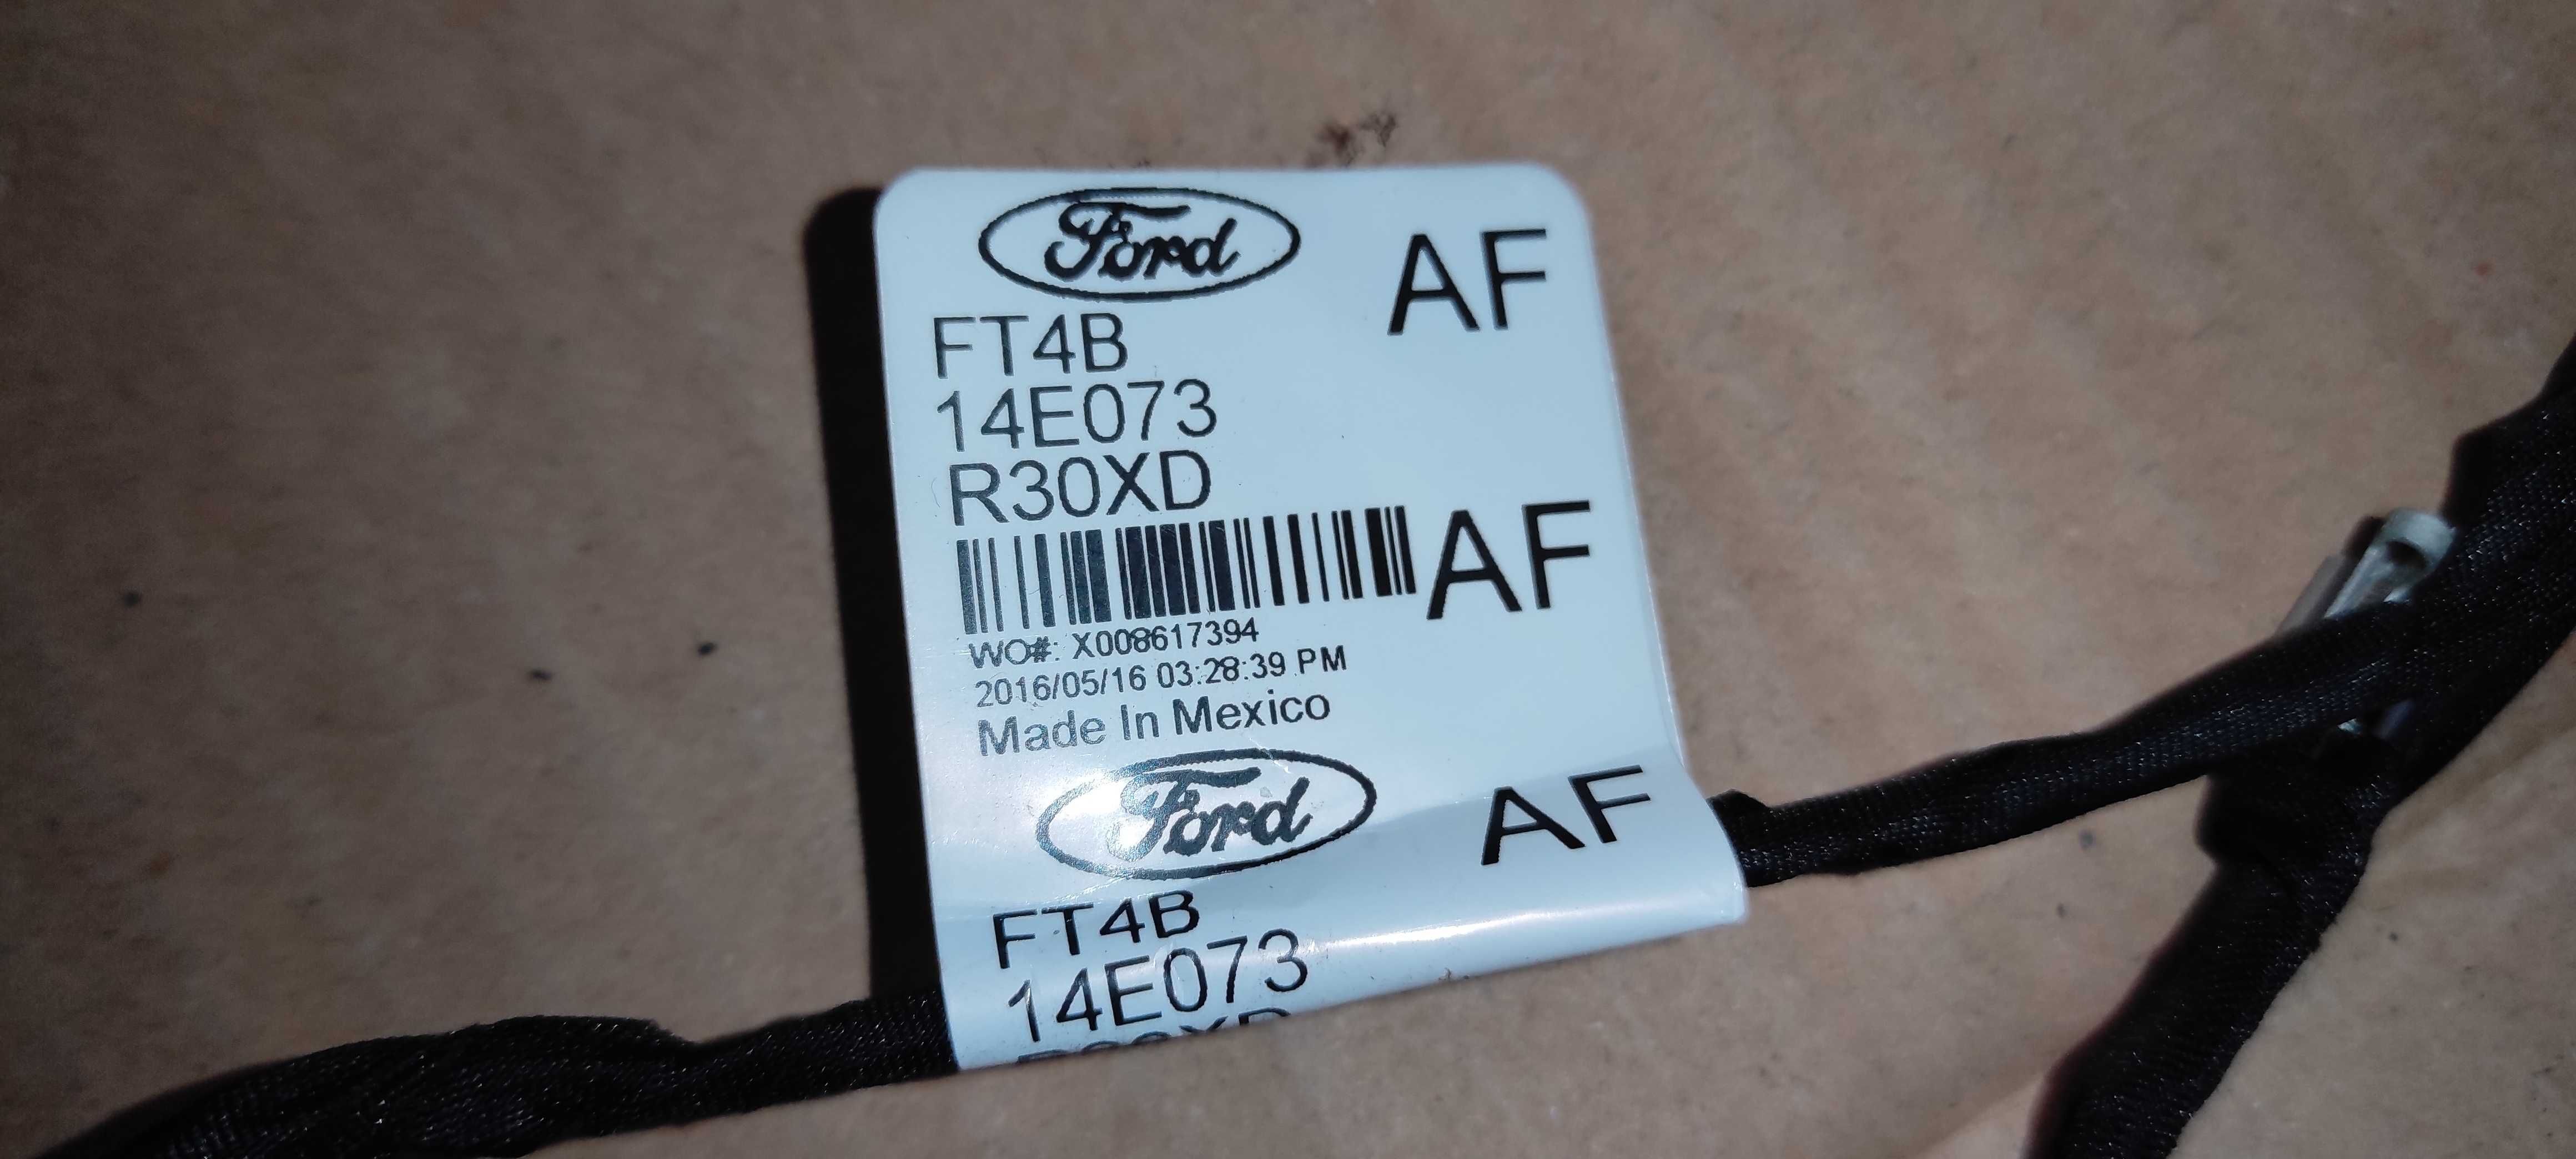 Ford AF
FT4B
14E073
R30XD
AF
WO#: X008617394
2016/05/16 03:28:39 PM
Made In Mexico
Ford AF
FT4B
14E073